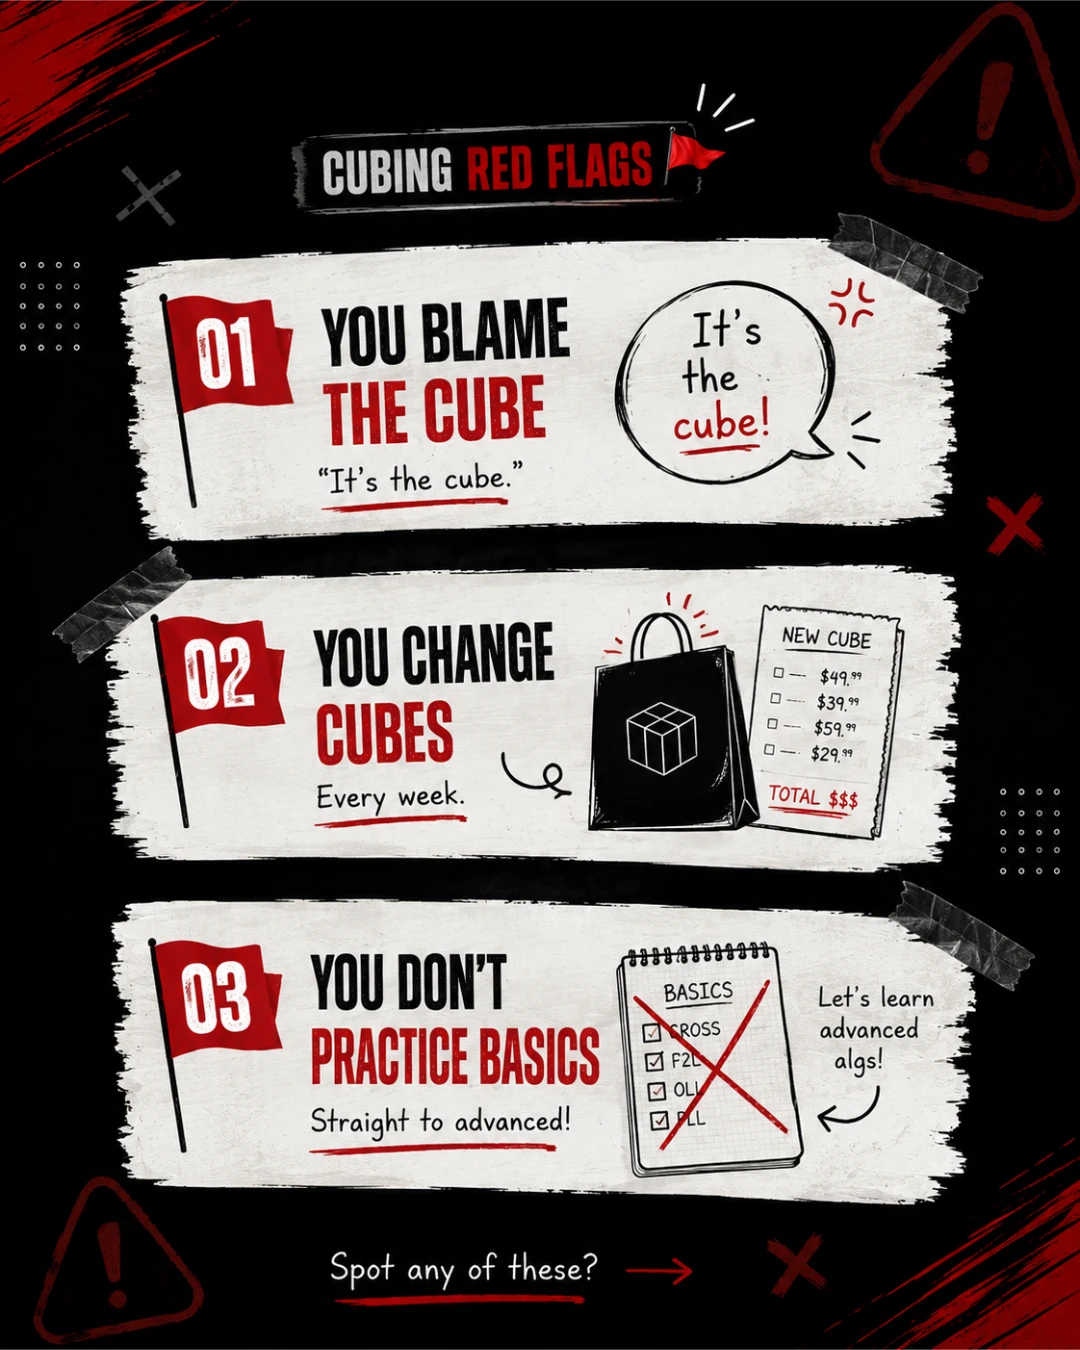 CUBING RED FLAGS
01
YOU BLAME
THE CUBE
“It’s the cube.”
It’s
the
cube!
02
YOU CHANGE
CUBES
Every week.
NEW CUBE
$49.99
$39.99
$59.99
$29.99
TOTAL $$$
03
YOU DON’T
PRACTICE BASICS
Straight to advanced!
BASICS
CROSS
F2L
OLL
PLL
Let’s learn
advanced
algs!
Spot any of these?